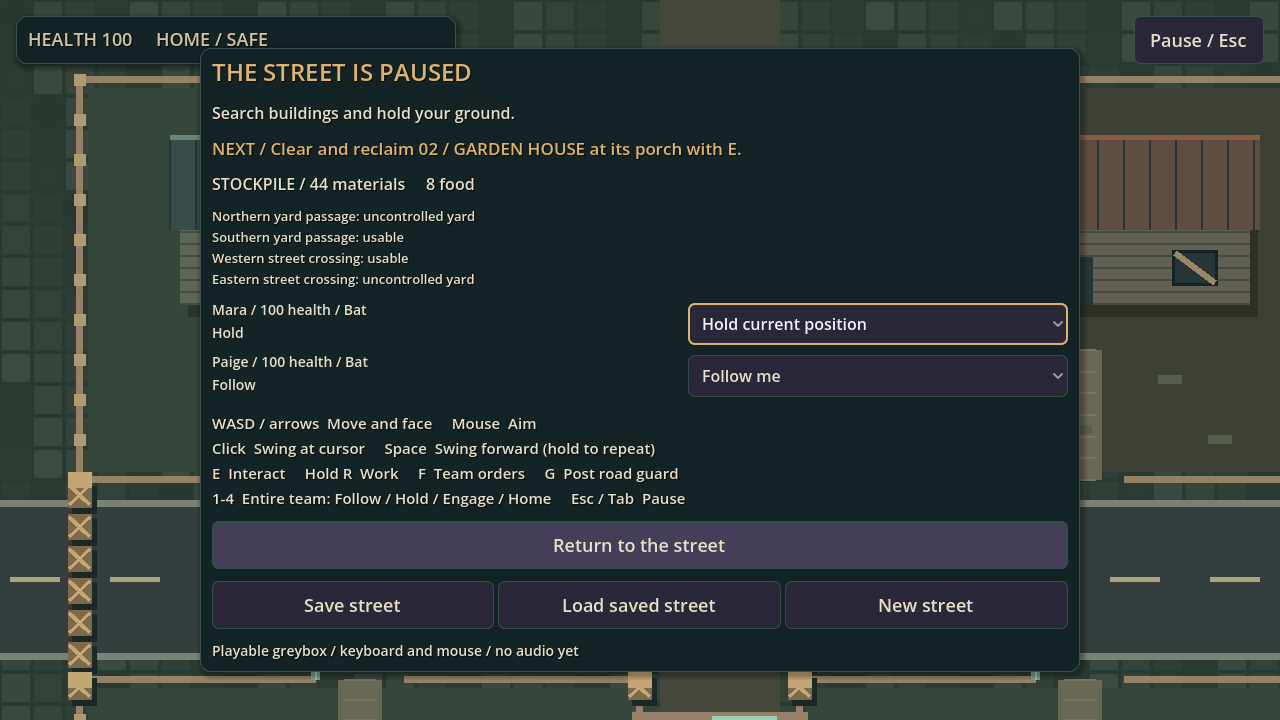 HEALTH 100 HOME / SAFE
Pause / Esc
THE STREET IS PAUSED
Search buildings and hold your ground.
NEXT / Clear and reclaim 02 / GARDEN HOUSE at its porch with E.
STOCKPILE / 44 materials 8 food
Northern yard passage: uncontrolled yard
Southern yard passage: usable
Western street crossing: usable
Eastern street crossing: uncontrolled yard
Mara / 100 health / Bat
Hold
Hold current position
Paige / 100 health / Bat
Follow
Follow me
WASD / arrows Move and face Mouse Aim
Click Swing at cursor Space Swing forward (hold to repeat)
E Interact Hold R Work F Team orders G Post road guard
1-4 Entire team: Follow / Hold / Engage / Home Esc / Tab Pause
Return to the street
Save street
Load saved street
New street
Playable greybox / keyboard and mouse / no audio yet